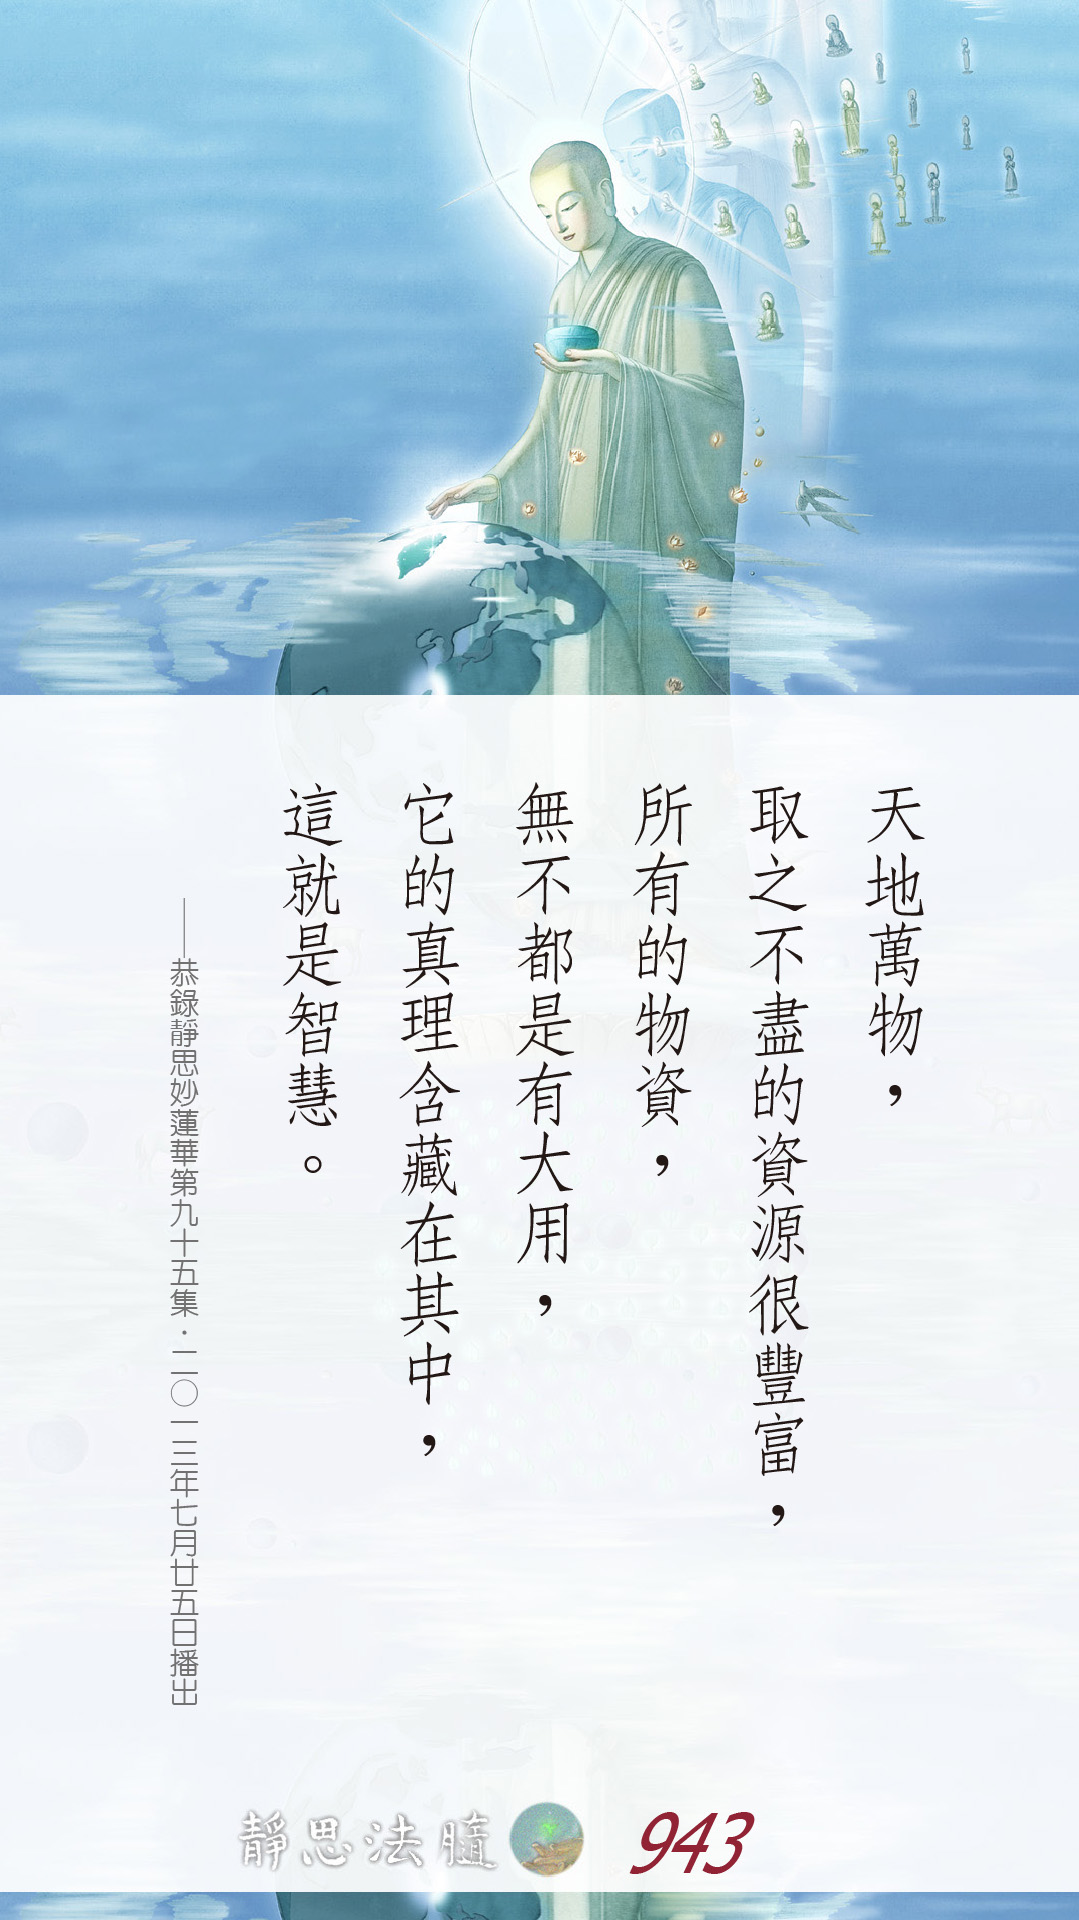 天地萬物，
取之不盡的資源很豐富，
所有的物資，
無不都是有大用，
它的真理含藏在其中，
這就是智慧。
——恭錄靜思妙蓮華第九十五集．二〇一三年七月廿五日播出
靜思法髓
943